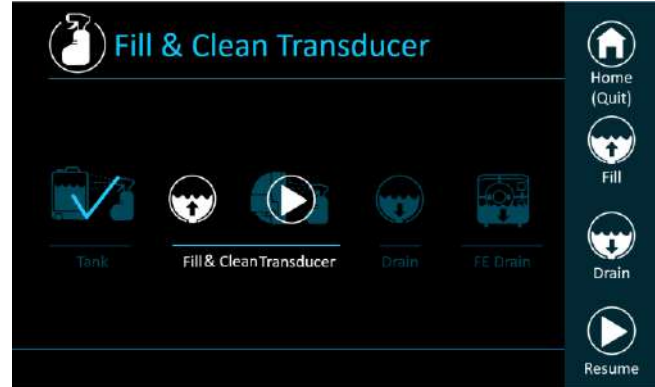 Fill & Clean Transducer
Home
(Quit)
Fill
Tank
Fill & Clean Transducer
Drain
FE Drain
Drain
Resume